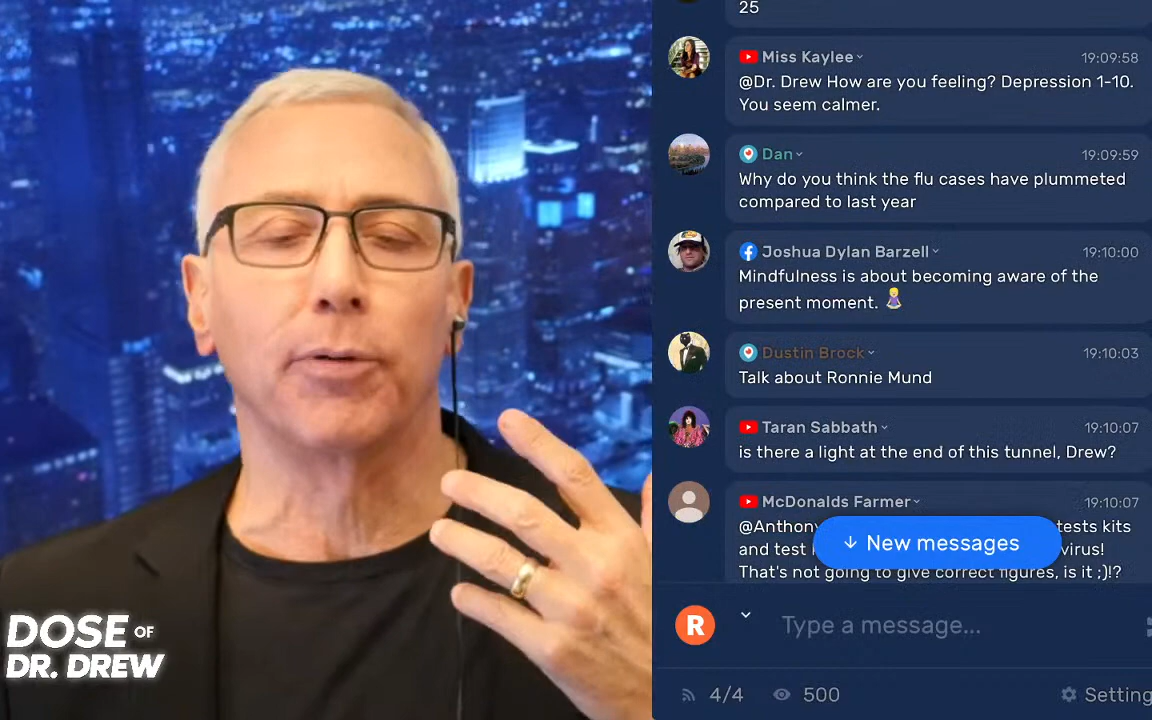 DOSE OF
DR. DREW
25
Miss Kaylee
19:09:58
@Dr. Drew How are you feeling? Depression 1-10.
You seem calmer.
Dan
19:09:59
Why do you think the flu cases have plummeted
compared to last year
Joshua Dylan Barzell
19:10:00
Mindfulness is about becoming aware of the
present moment.
Dustin Brock
19:10:03
Talk about Ronnie Mund
Taran Sabbath
19:10:07
is there a light at the end of this tunnel, Drew?
McDonalds Farmer
19:10:07
@Anthony tests kits
and test virus!
That's not going to give correct figures, is it ;)!?
↓ New messages
R
Type a message...
4/4
500
Setting